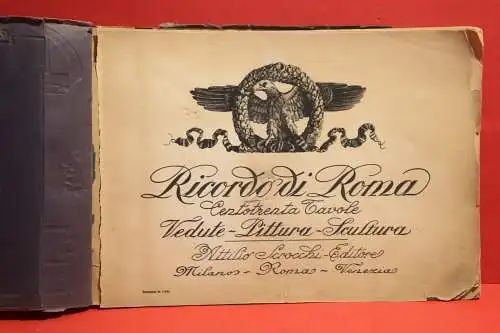 Ricordo di Roma
Centotrenta Tavole
Vedute - Pittura - Scultura
Attilio Scrocchi - Editore
Milano - Roma - Venezia